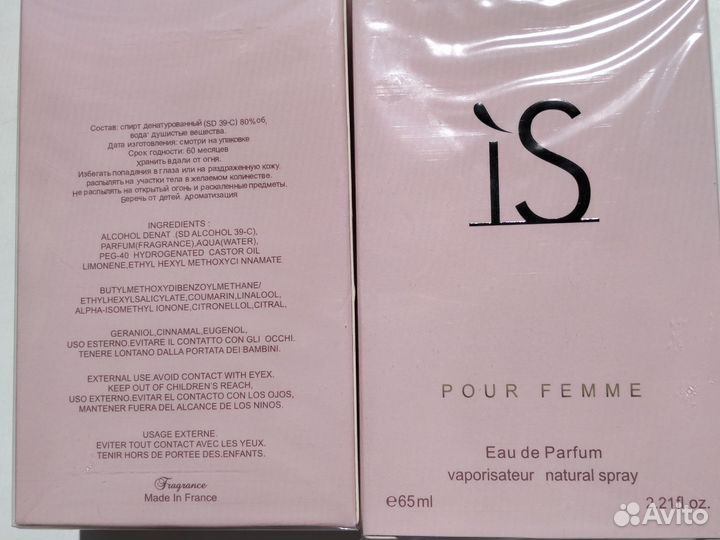 Состав: спирт денатурованный (SD 39-C) 80%об,
вода* душистые вещества.
Дата изготовления: смотри на упаковке
Срок годности: 60 месяцев
Хранить вдали от огня.
Избегать попадания в глаза или на раздраженную кожу.
распылять на участки тела в желаемом количестве.
Не распылять на открытый огонь и раскаленные предметы.
Беречь от детей. Ароматизация
INGREDIENTS :
ALCOHOL DENAT .(SD ALCOHOL 39-C),
PARFUM(FRAGRANCE),AQUA(WATER),
PEG-40 HYDROGENATED CASTOR OIL
LIMONENE,ETHYL HEXYL METHOXYCI NNAMATE
BUTYLMETHOXYDIBENZOYLMETHANE/
ETHYLHEXYLSALICYLATE,COUMARIN,LINALOOL,
ALPHA-ISOMETHYL IONONE,CITRONELLOL,CITRAL,
GERANIOL,CINNAMAL,EUGENOL,
USO ESTERNO.EVITARE IL CONTATTO CON GLI OCCHI.
TENERE LONTANO DALLA PORTATA DEI BAMBINI.
EXTERNAL USE.AVOID CONTACT WITH EYEX.
KEEP OUT OF CHILDREN'S REACH,
USO EXTERNO.EVITAR EL CONTACTO CON LOS OJOS,
MANTENER FUERA DEL ALCANCE DE LOS NINOS.
USAGE EXTERNE.
EVITER TOUT CONTACT AVEC LES YEUX.
TENIR HORS DE PORTEE DES.ENFANTS.
Fragrance
Made In France
ìS
POUR FEMME
Eau de Parfum
vaporisateur natural spray
℮65ml 2.21fl oz.
Avito